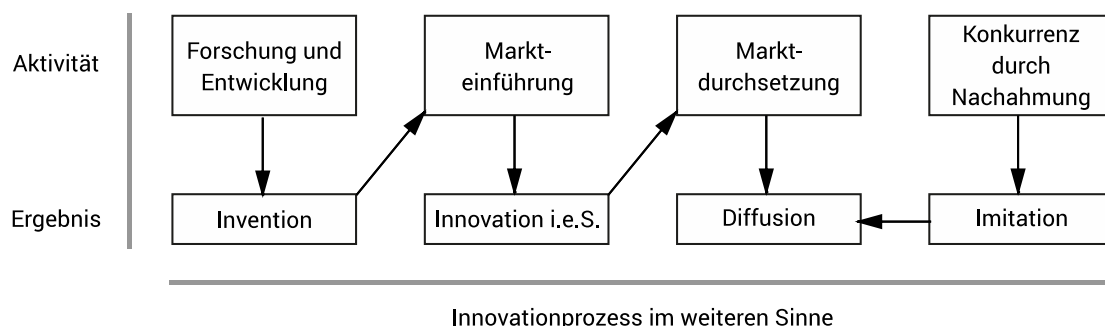 Aktivität
Forschung und
Entwicklung
Markt-
einführung
Markt-
durchsetzung
Konkurrenz
durch
Nachahmung
Ergebnis
Invention
Innovation i.e.S.
Diffusion
Imitation
Innovationprozess im weiteren Sinne